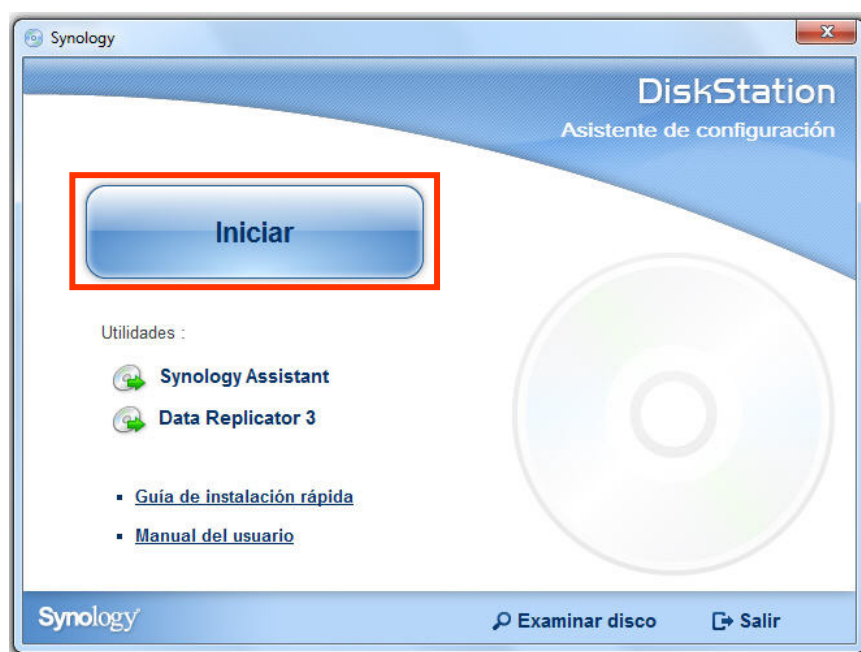 Synology
DiskStation
Asistente de configuración
Iniciar
Utilidades :
Synology Assistant
Data Replicator 3
Guía de instalación rápida
Manual del usuario
Synology
Examinar disco
Salir